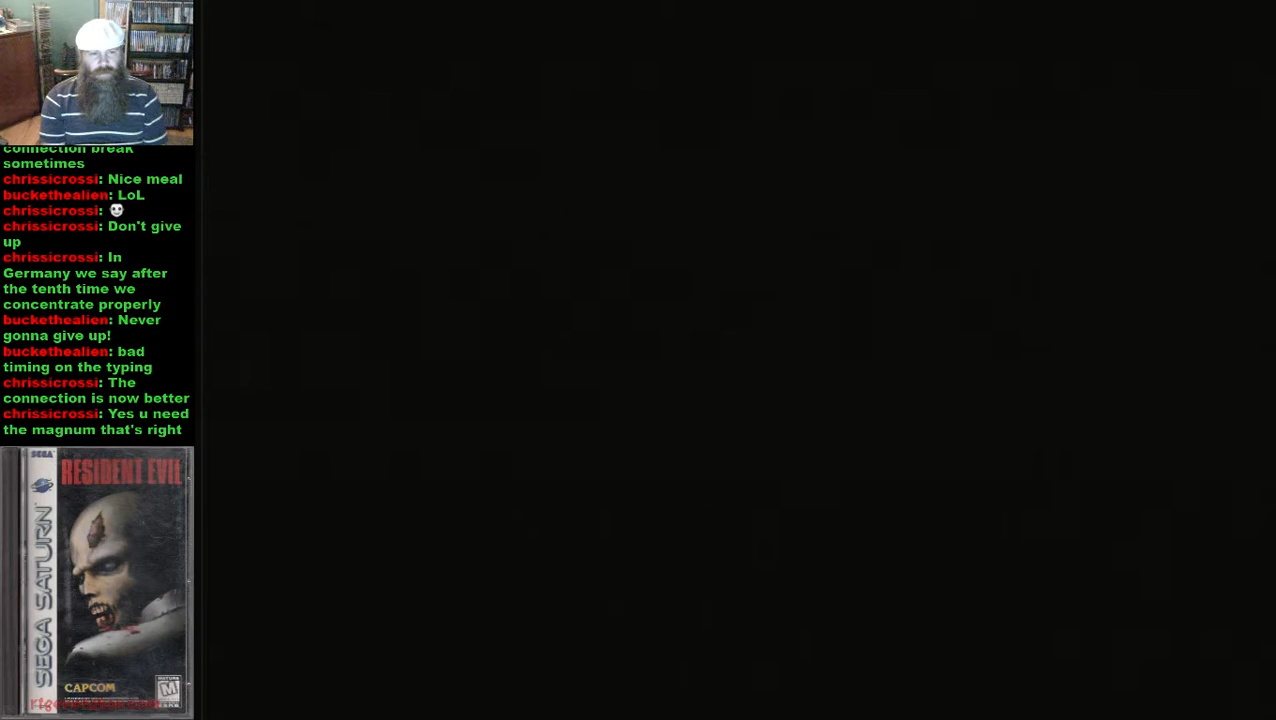 connection break
sometimes
chrissicrossi: Nice meal
buckethealien: LoL
chrissicrossi:
chrissicrossi: Don't give
up
chrissicrossi: In
Germany we say after
the tenth time we
concentrate properly
buckethealien: Never
gonna give up!
buckethealien: bad
timing on the typing
chrissicrossi: The
connection is now better
chrissicrossi: Yes u need
the magnum that's right
SEGA
RESIDENT EVIL
SEGA SATURN
CAPCOM
MATURE
M